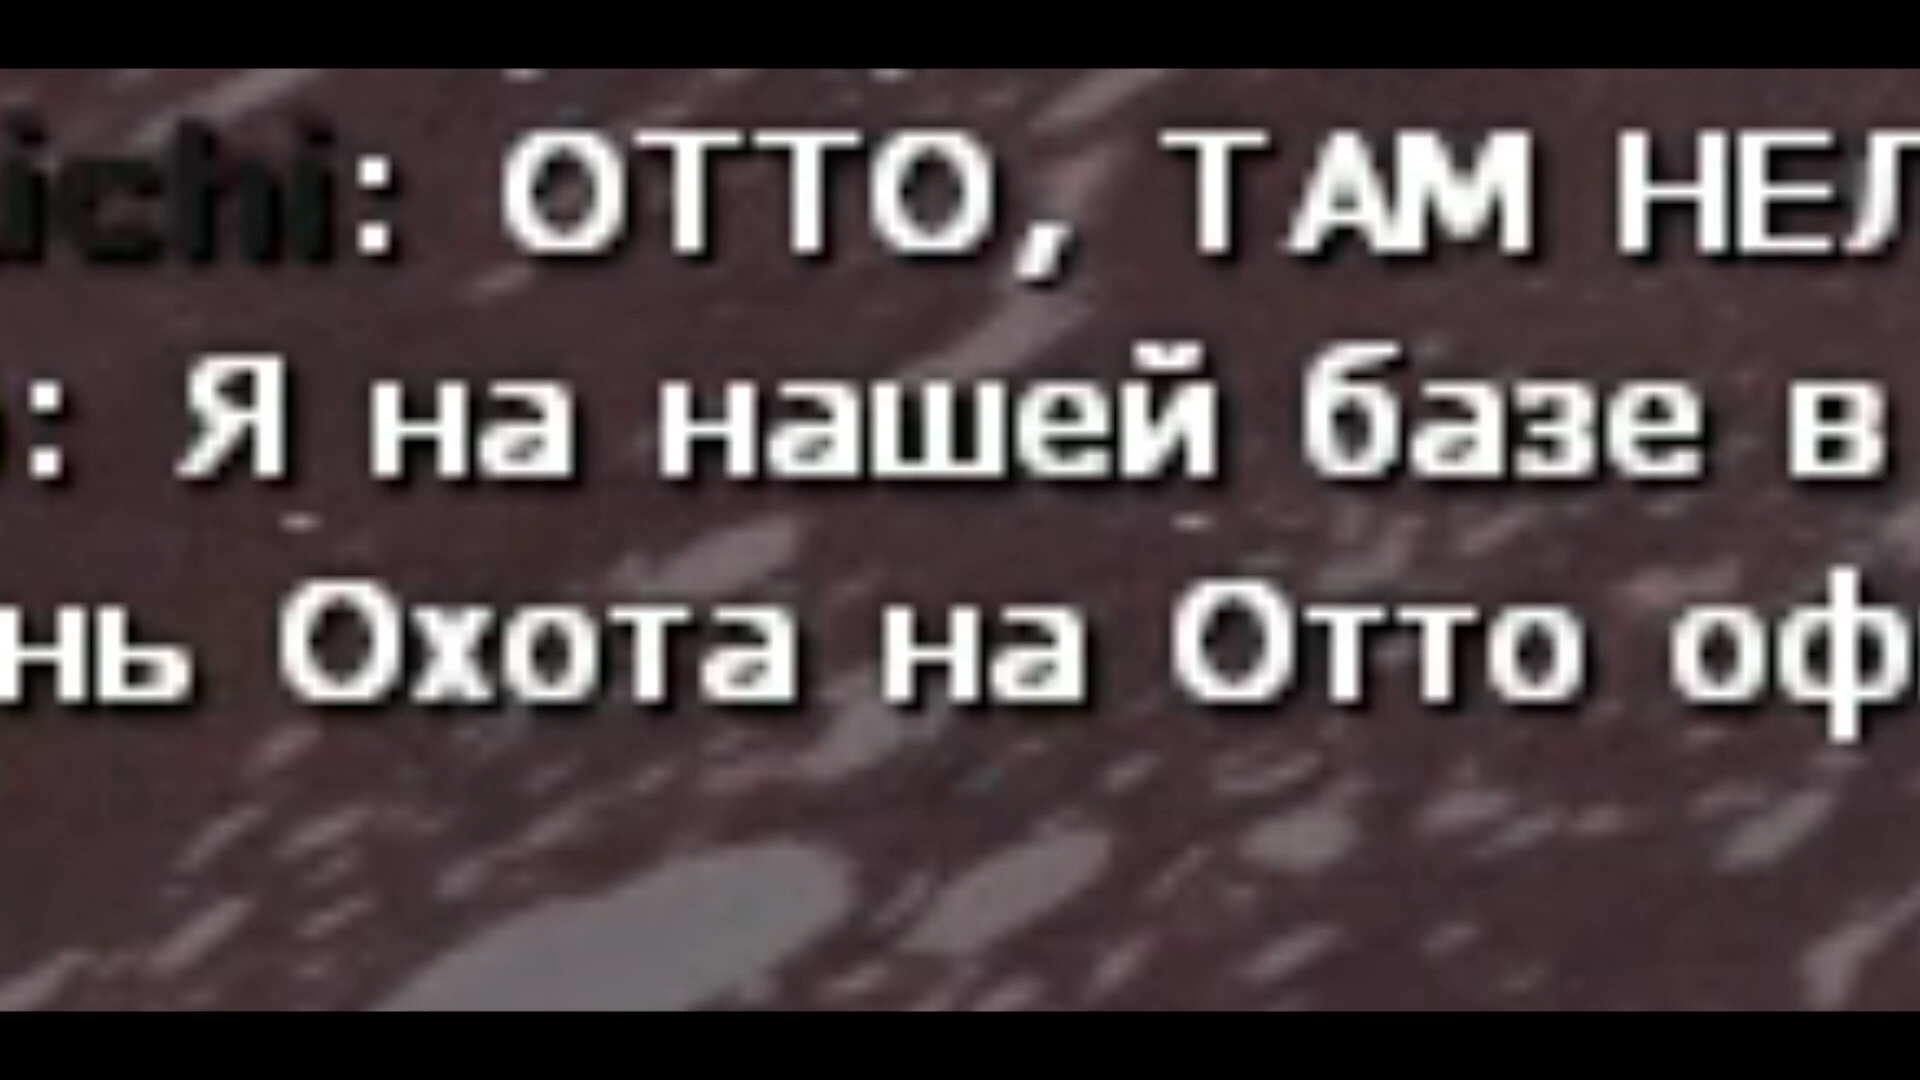 ichi: ОТТО, ТАМ НЕЛ
: Я на нашей базе в
нь Охота на Отто оф